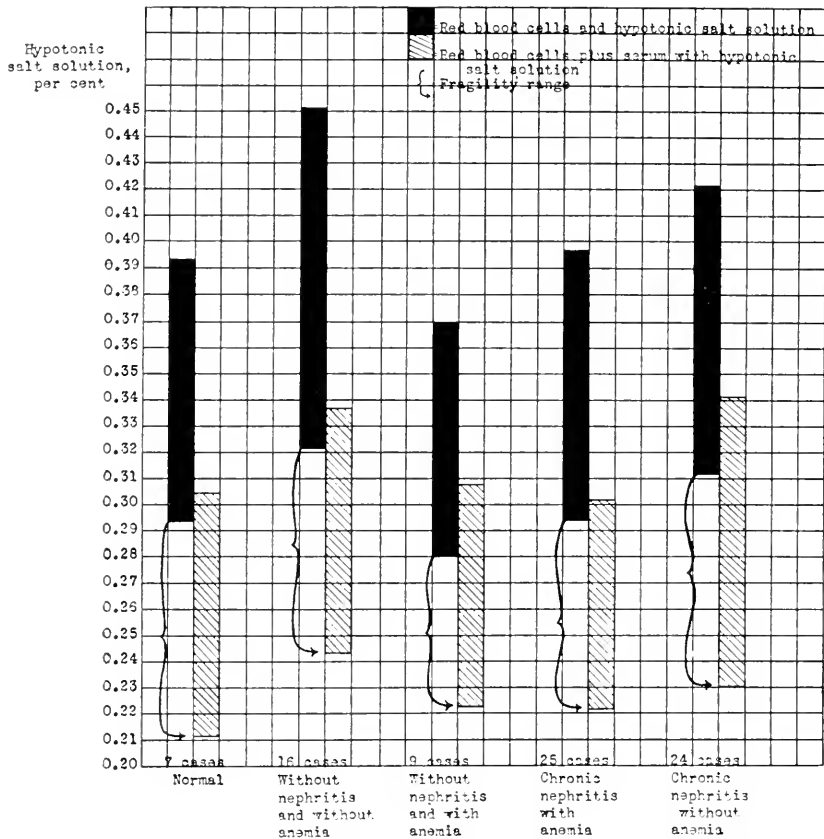 Red blood cells and hypotonic salt solution
Red blood cells plus serum with hypotonic
salt solution
Fragility range
Hypotonic
salt solution,
per cent
0.45
0.44
0.43
0.42
0.41
0.40
0.39
0.38
0.37
0.36
0.35
0.34
0.33
0.32
0.31
0.30
0.29
0.28
0.27
0.26
0.25
0.24
0.23
0.22
0.21
0.20
7 cases
Normal
16 cases
Without
nephritis
and without
anemia
9 cases
Without
nephritis
and with
anemia
25 cases
Chronic
nephritis
with
anemia
24 cases
Chronic
nephritis
without
anemia